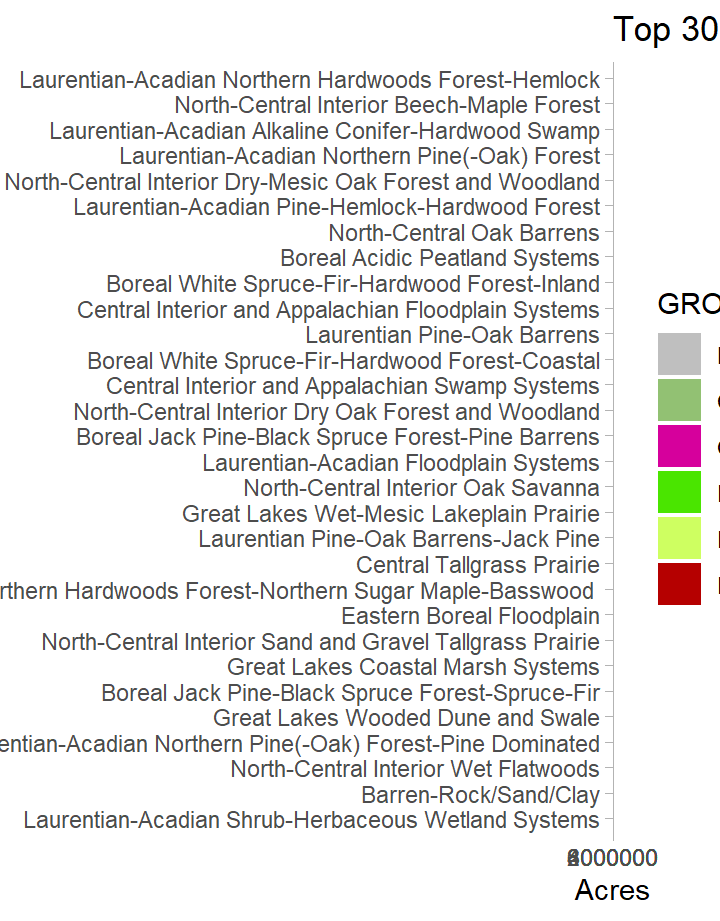 Top 30
Laurentian-Acadian Northern Hardwoods Forest-Hemlock
North-Central Interior Beech-Maple Forest
Laurentian-Acadian Alkaline Conifer-Hardwood Swamp
Laurentian-Acadian Northern Pine(-Oak) Forest
North-Central Interior Dry-Mesic Oak Forest and Woodland
Laurentian-Acadian Pine-Hemlock-Hardwood Forest
North-Central Oak Barrens
Boreal Acidic Peatland Systems
Boreal White Spruce-Fir-Hardwood Forest-Inland
Central Interior and Appalachian Floodplain Systems
Laurentian Pine-Oak Barrens
Boreal White Spruce-Fir-Hardwood Forest-Coastal
Central Interior and Appalachian Swamp Systems
North-Central Interior Dry Oak Forest and Woodland
Boreal Jack Pine-Black Spruce Forest-Pine Barrens
Laurentian-Acadian Floodplain Systems
North-Central Interior Oak Savanna
Great Lakes Wet-Mesic Lakeplain Prairie
Laurentian Pine-Oak Barrens-Jack Pine
Central Tallgrass Prairie
rthern Hardwoods Forest-Northern Sugar Maple-Basswood
Eastern Boreal Floodplain
North-Central Interior Sand and Gravel Tallgrass Prairie
Great Lakes Coastal Marsh Systems
Boreal Jack Pine-Black Spruce Forest-Spruce-Fir
Great Lakes Wooded Dune and Swale
entian-Acadian Northern Pine(-Oak) Forest-Pine Dominated
North-Central Interior Wet Flatwoods
Barren-Rock/Sand/Clay
Laurentian-Acadian Shrub-Herbaceous Wetland Systems
Acres
GRO